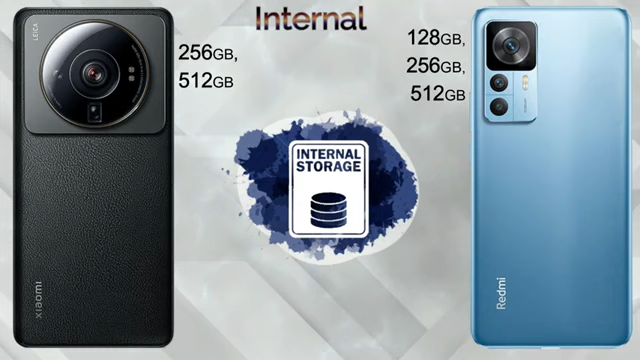 Internal
256GB,
512GB
128GB,
256GB,
512GB
INTERNAL
STORAGE
LEICA
xiaomi
Redmi